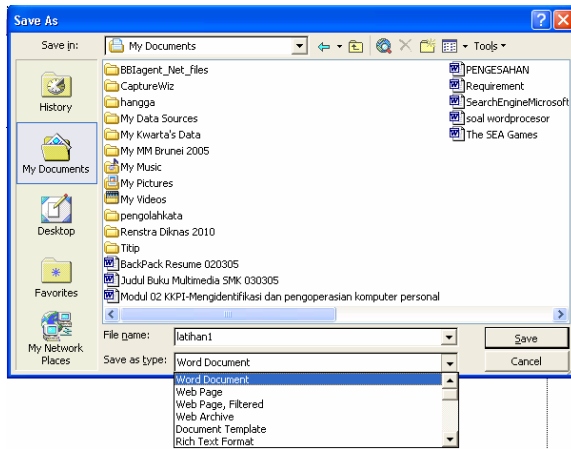 Save As
Save in:
My Documents
Tools
History
My Documents
Desktop
Favorites
My Network
Places
BBIagent_Net_files
CaptureWiz
hangga
My Data Sources
My Kwarta's Data
My MM Brunei 2005
My Music
My Pictures
My Videos
pengolahkata
Renstra Diknas 2010
Titip
BackPack Resume 020305
Judul Buku Multimedia SMK 030305
Modul 02 KKPI-Mengidentifikasi dan pengoperasian komputer personal
PENGESAHAN
Requirement
SearchEngineMicrosoft
soal wordprocesor
The SEA Games
File name:
latihan1
Save
Save as type:
Word Document
Cancel
Word Document
Web Page
Web Page, Filtered
Web Archive
Document Template
Rich Text Format